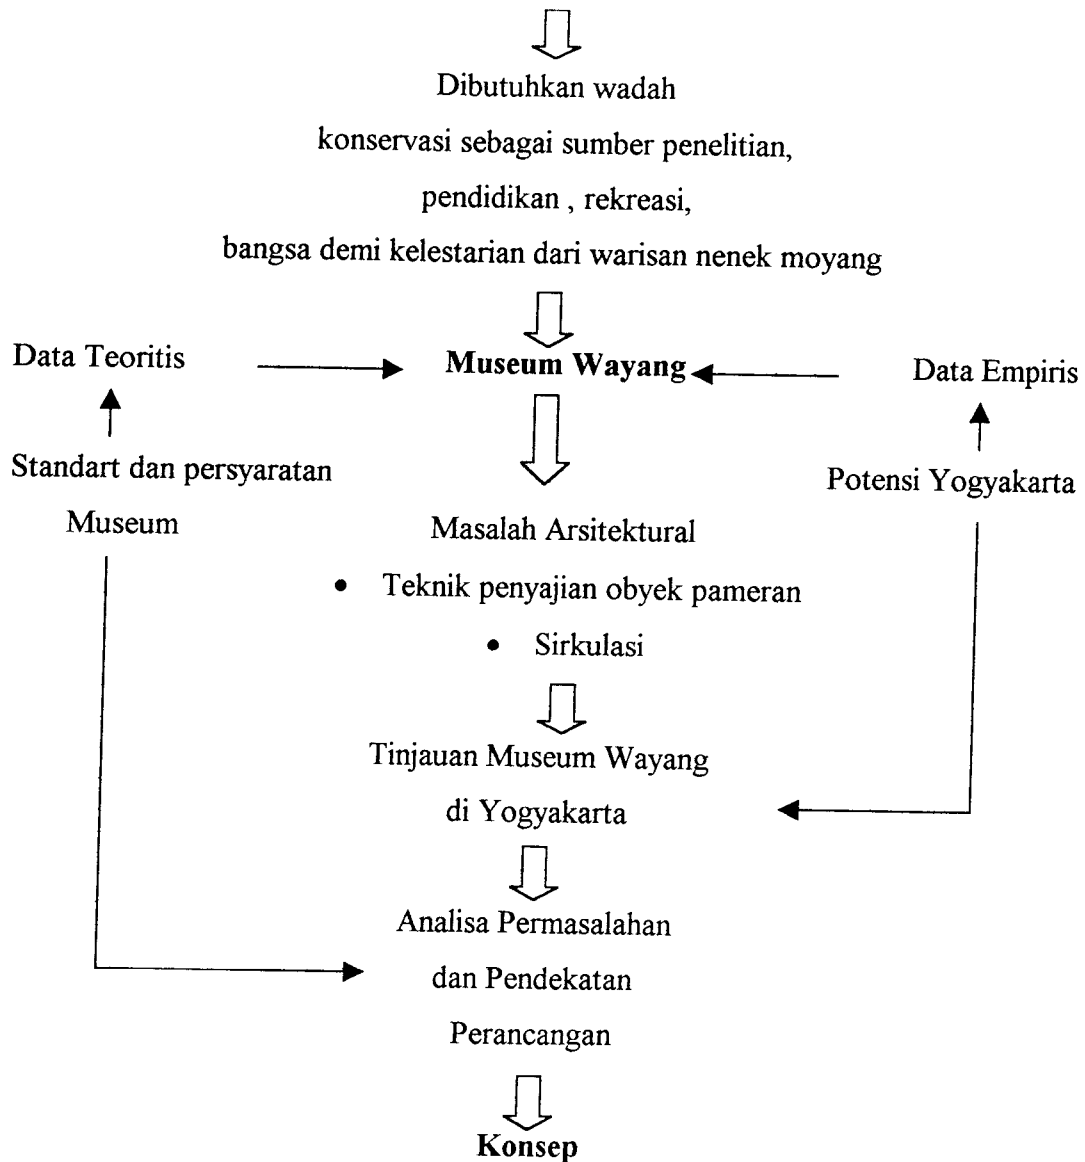 Dibutuhkan wadah
konservasi sebagai sumber penelitian,
pendidikan , rekreasi,
bangsa demi kelestarian dari warisan nenek moyang
Data Teoritis
Museum Wayang
Data Empiris
Standart dan persyaratan
Museum
Potensi Yogyakarta
Masalah Arsitektural
• Teknik penyajian obyek pameran
• Sirkulasi
Tinjauan Museum Wayang
di Yogyakarta
Analisa Permasalahan
dan Pendekatan
Perancangan
Konsep